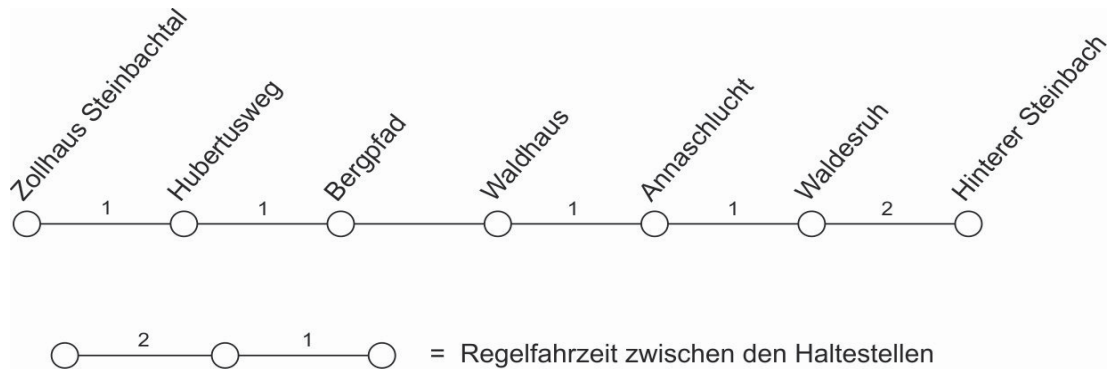 Zollhaus Steinbachtal
Hubertusweg
Bergpfad
Waldhaus
Annaschlucht
Waldesruh
Hinterer Steinbach
1 1 1 1 2
2 1 = Regelfahrzeit zwischen den Haltestellen